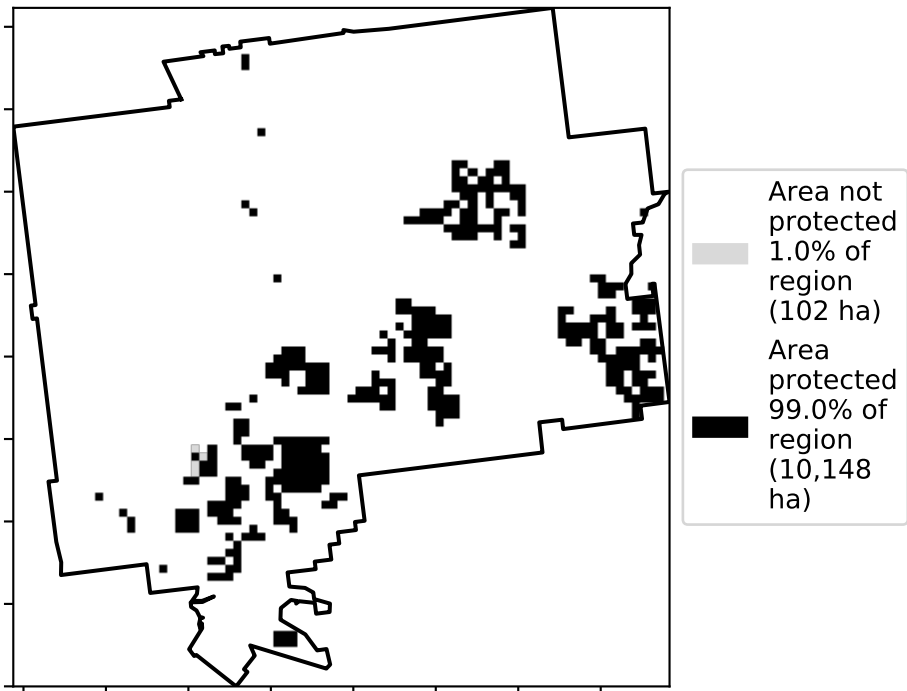 Area not
protected
1.0% of
region
(102 ha)
Area
protected
99.0% of
region
(10,148
ha)